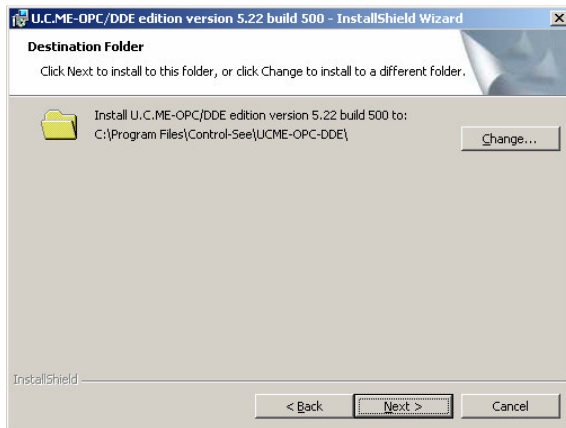 U.C.ME-OPC/DDE edition version 5.22 build 500 - InstallShield Wizard
Destination Folder
Click Next to install to this folder, or click Change to install to a different folder.
Install U.C.ME-OPC/DDE edition version 5.22 build 500 to:
C:\Program Files\Control-See\UCME-OPC-DDE\
Change...
InstallShield
< Back
Next >
Cancel